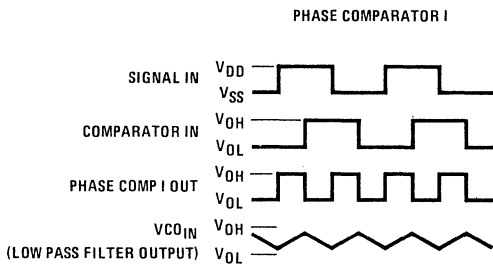 PHASE COMPARATOR I
SIGNAL IN
VDD
VSS
COMPARATOR IN
VOH
VOL
PHASE COMP I OUT
VOH
VOL
VCOIN
(LOW PASS FILTER OUTPUT)
VOH
VOL